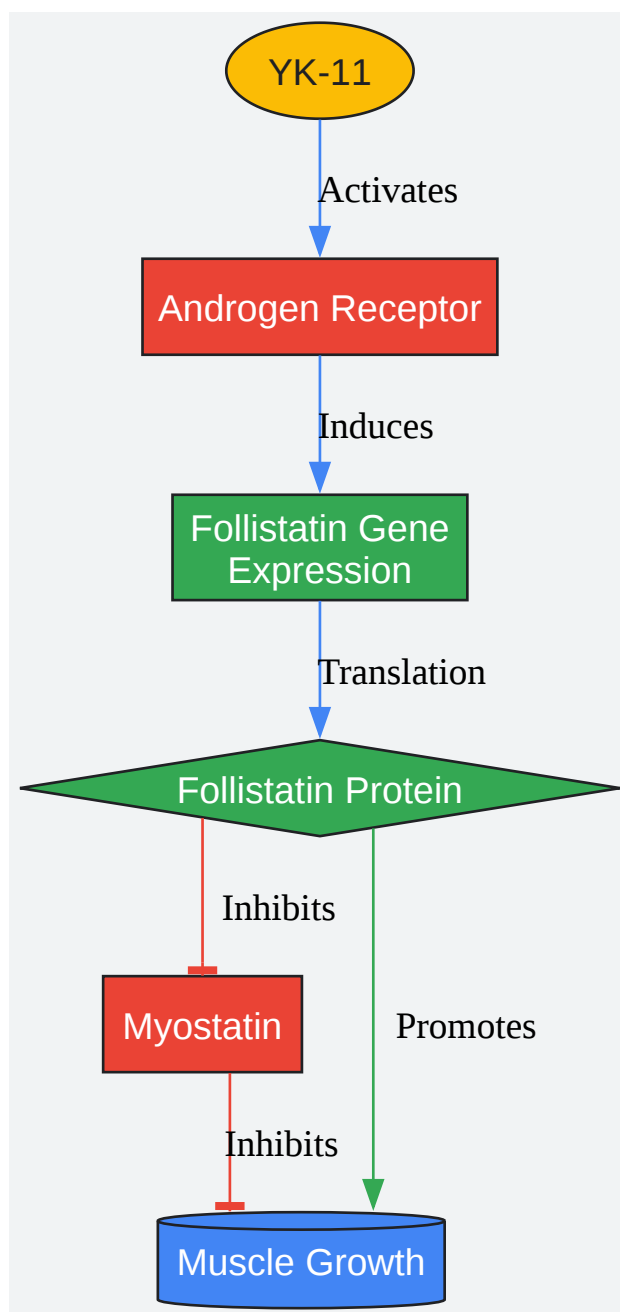 YK-11
Activates
Androgen Receptor
Induces
Follistatin Gene
Expression
Translation
Follistatin Protein
Inhibits
Myostatin
Promotes
Inhibits
Muscle Growth